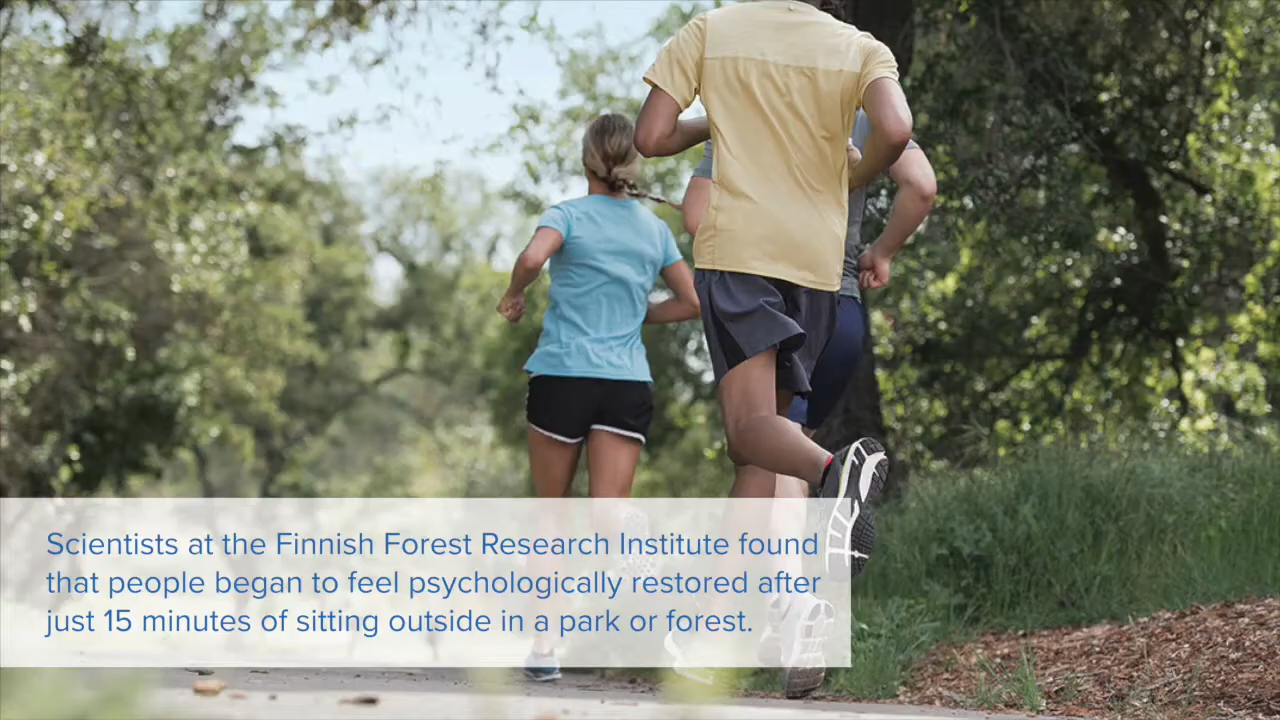 Scientists at the Finnish Forest Research Institute found
that people began to feel psychologically restored after
just 15 minutes of sitting outside in a park or forest.